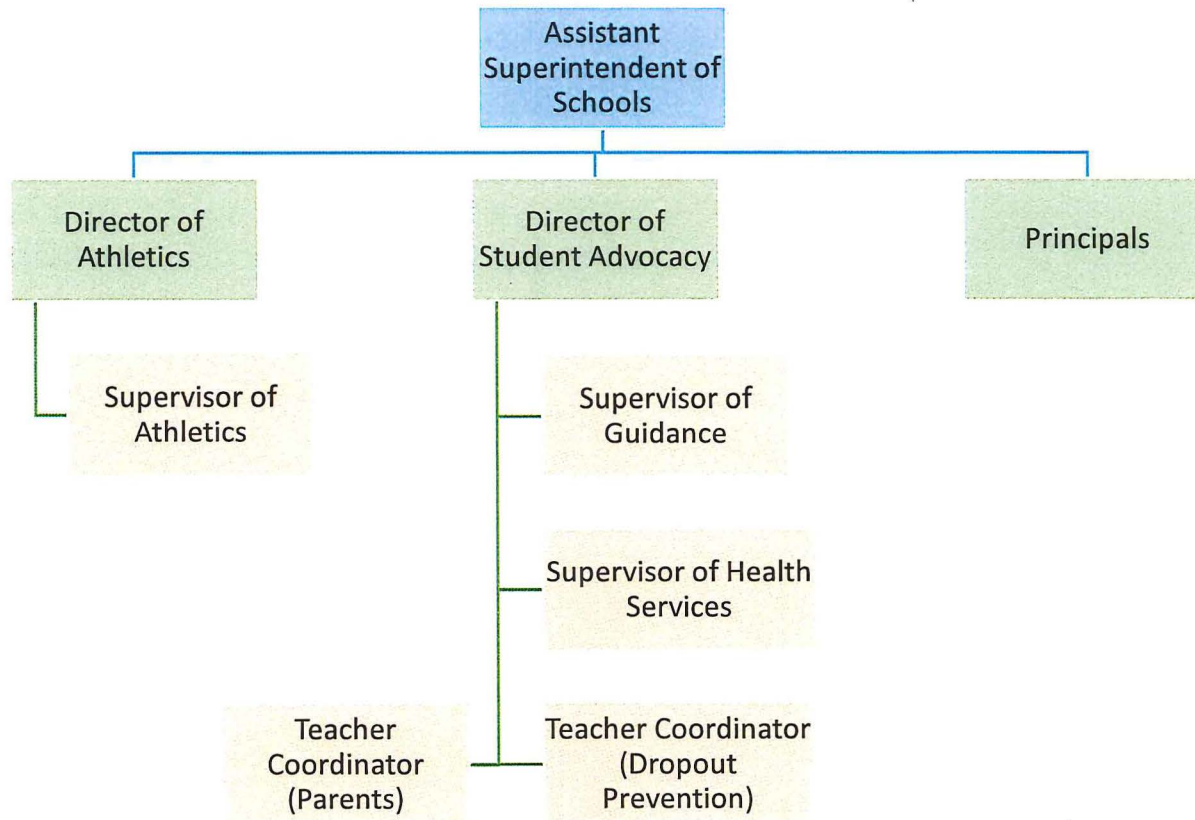 Assistant
Superintendent of
Schools
Director of
Athletics
Director of
Student Advocacy
Principals
Supervisor of
Athletics
Supervisor of
Guidance
Supervisor of Health
Services
Teacher
Coordinator
(Parents)
Teacher Coordinator
(Dropout
Prevention)